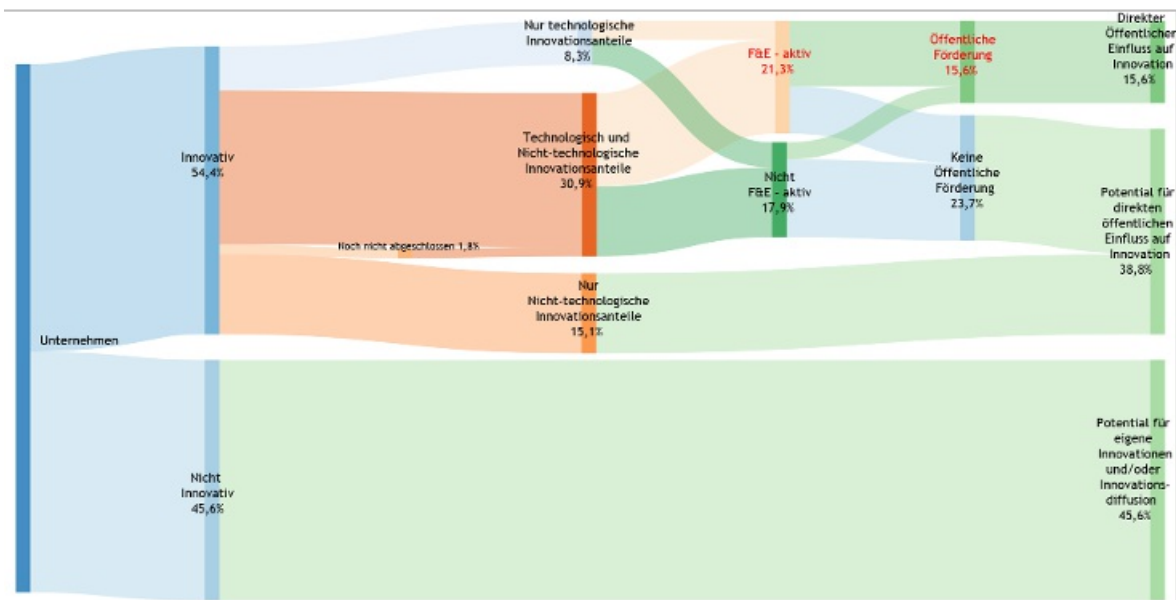 Unternehmen
Innovativ
54,4%
Nicht
Innovativ
45,6%
Noch nicht abgeschlossen 1,8%
Nur technologische
Innovationsanteile
8,3%
Technologisch und
Nicht-technologische
Innovationsanteile
30,9%
Nur
Nicht-technologische
Innovationsanteile
15,1%
F&E - aktiv
21,3%
Nicht
F&E - aktiv
17,9%
Öffentliche
Förderung
15,6%
Keine
Öffentliche
Förderung
23,7%
Direkter
Öffentlicher
Einfluss auf
Innovation
15,6%
Potential für
direkten
öffentlichen
Einfluss auf
Innovation
38,8%
Potential für
eigene
Innovationen
und/oder
Innovations-
diffusion
45,6%